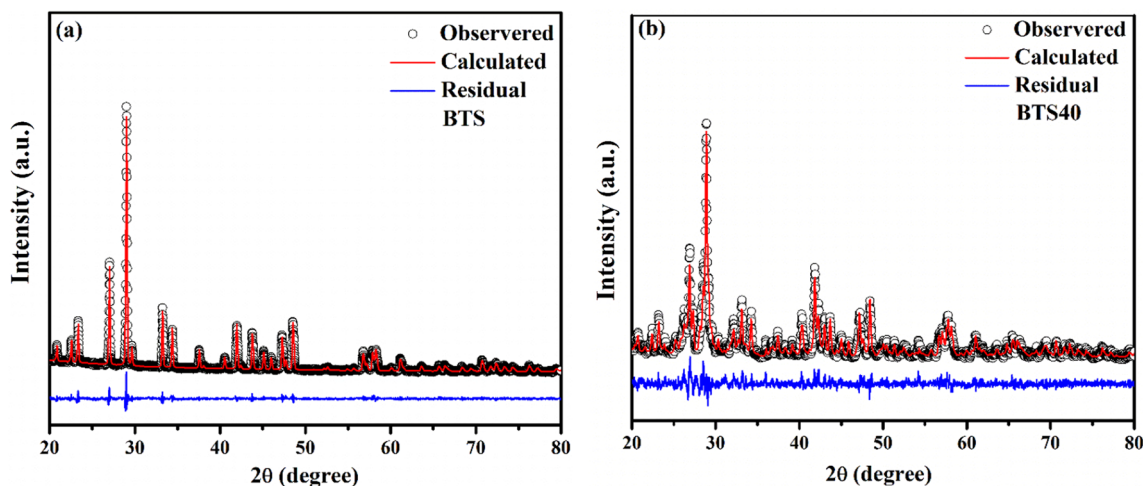 (a)
Observered
Calculated
Residual
BTS
Intensity (a.u.)
20 30 40 50 60 70 80
2θ (degree)
(b)
Observered
Calculated
Residual
BTS40
Intensity (a.u.)
20 30 40 50 60 70 80
2θ (degree)